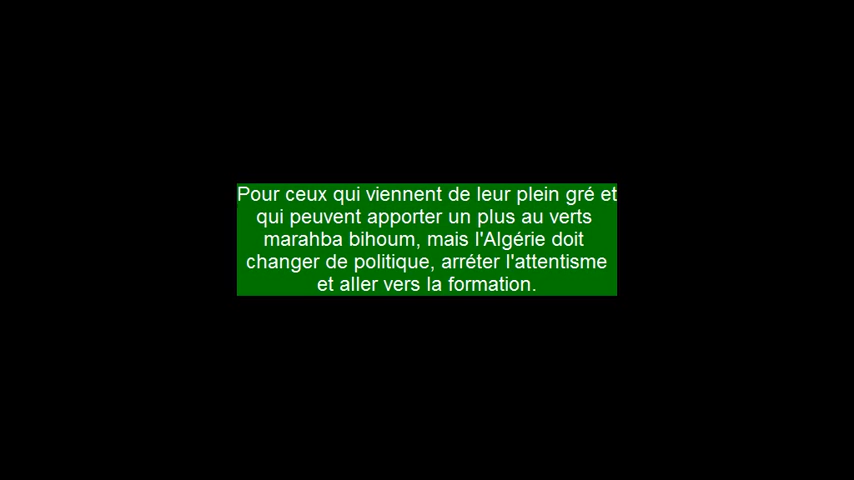 Pour ceux qui viennent de leur plein gré et
qui peuvent apporter un plus au verts
marahba bihoum, mais l'Algérie doit
changer de politique, arréter l'attentisme
et aller vers la formation.